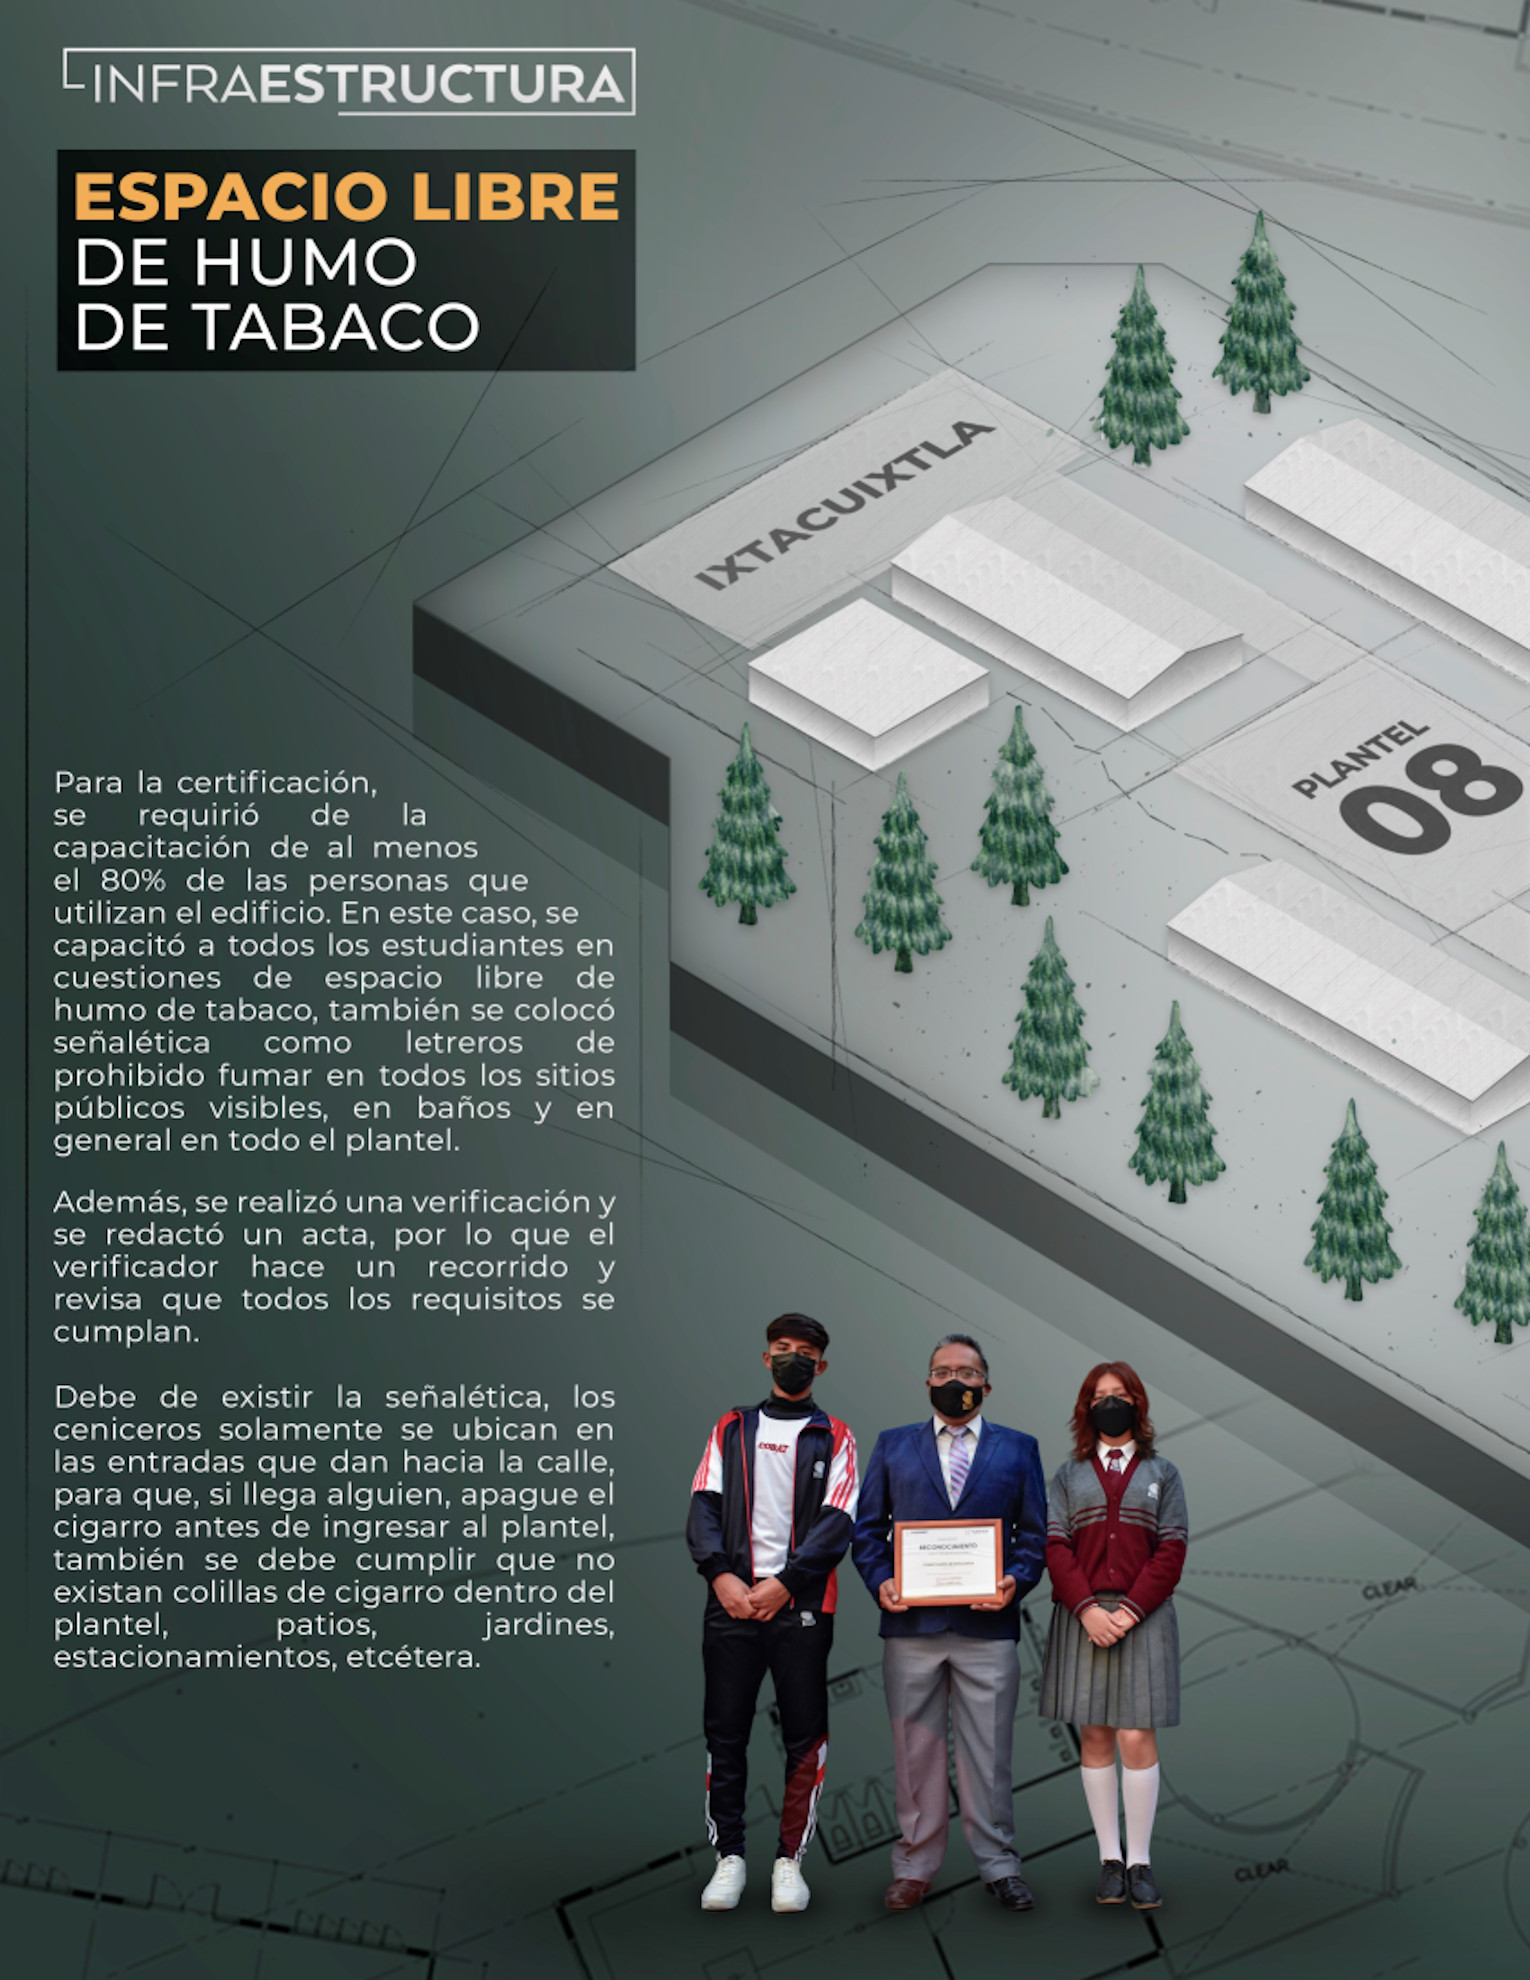 INFRAESTRUCTURA
ESPACIO LIBRE
DE HUMO
DE TABACO
IXTACUIXTLA
PLANTEL
08
Para la certificación,
se requirió de la
capacitación de al menos
el 80% de las personas que
utilizan el edificio. En este caso, se
capacitó a todos los estudiantes en
cuestiones de espacio libre de
humo de tabaco, también se colocó
señalética como letreros de
prohibido fumar en todos los sitios
públicos visibles, en baños y en
general en todo el plantel.
Además, se realizó una verificación y
se redactó un acta, por lo que el
verificador hace un recorrido y
revisa que todos los requisitos se
cumplan.
Debe de existir la señalética, los
ceniceros solamente se ubican en
las entradas que dan hacia la calle,
para que, si llega alguien, apague el
cigarro antes de ingresar al plantel,
también se debe cumplir que no
existan colillas de cigarro dentro del
plantel, patios, jardines,
estacionamientos, etcétera.
COBAT
RECONOCIMIENTO
CLEAR
CLEAR